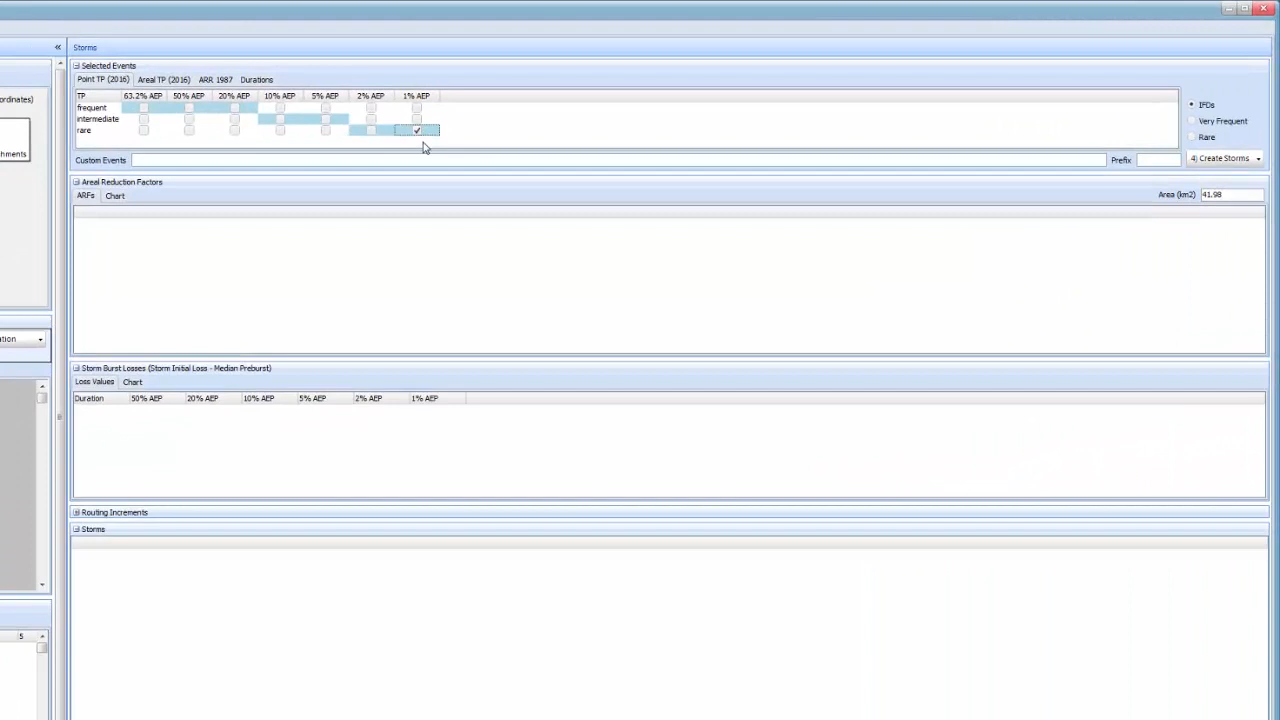 Storms
Selected Events
Point TP (2016) Areal TP (2016) ARR 1987 Durations
TP 63.2% AEP 50% AEP 20% AEP 10% AEP 5% AEP 2% AEP 1% AEP
frequent
intermediate
rare
IFDs
Very Frequent
Rare
Custom Events
Prefix
4) Create Storms
ordinates)
hments
Areal Reduction Factors
ARFs Chart
Area (km2) 41.98
ation
Storm Burst Losses (Storm Initial Loss - Median Preburst)
Loss Values Chart
Duration 50% AEP 20% AEP 10% AEP 5% AEP 2% AEP 1% AEP
Routing Increments
Storms
5